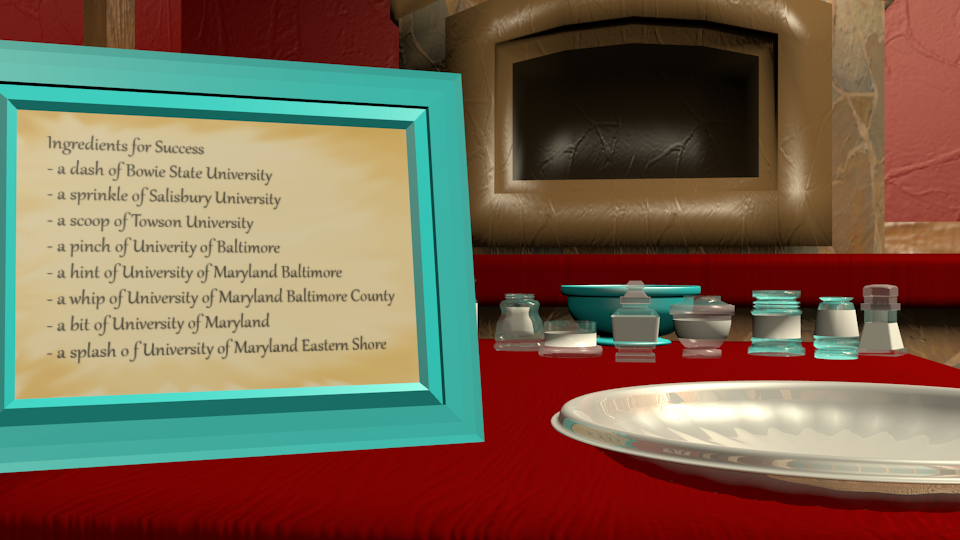 Ingredients for Success
- a dash of Bowie State University
- a sprinkle of Salisbury University
- a scoop of Towson University
- a pinch of Univerity of Baltimore
- a hint of University of Maryland Baltimore
- a whip of University of Maryland Baltimore County
- a bit of University of Maryland
- a splash of University of Maryland Eastern Shore